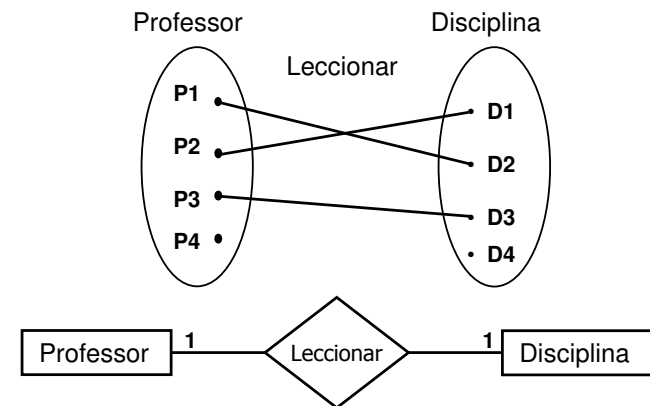 Professor Disciplina
Leccionar
P1
D1
P2
D2
P3
D3
P4
D4
1 1
Professor Leccionar Disciplina